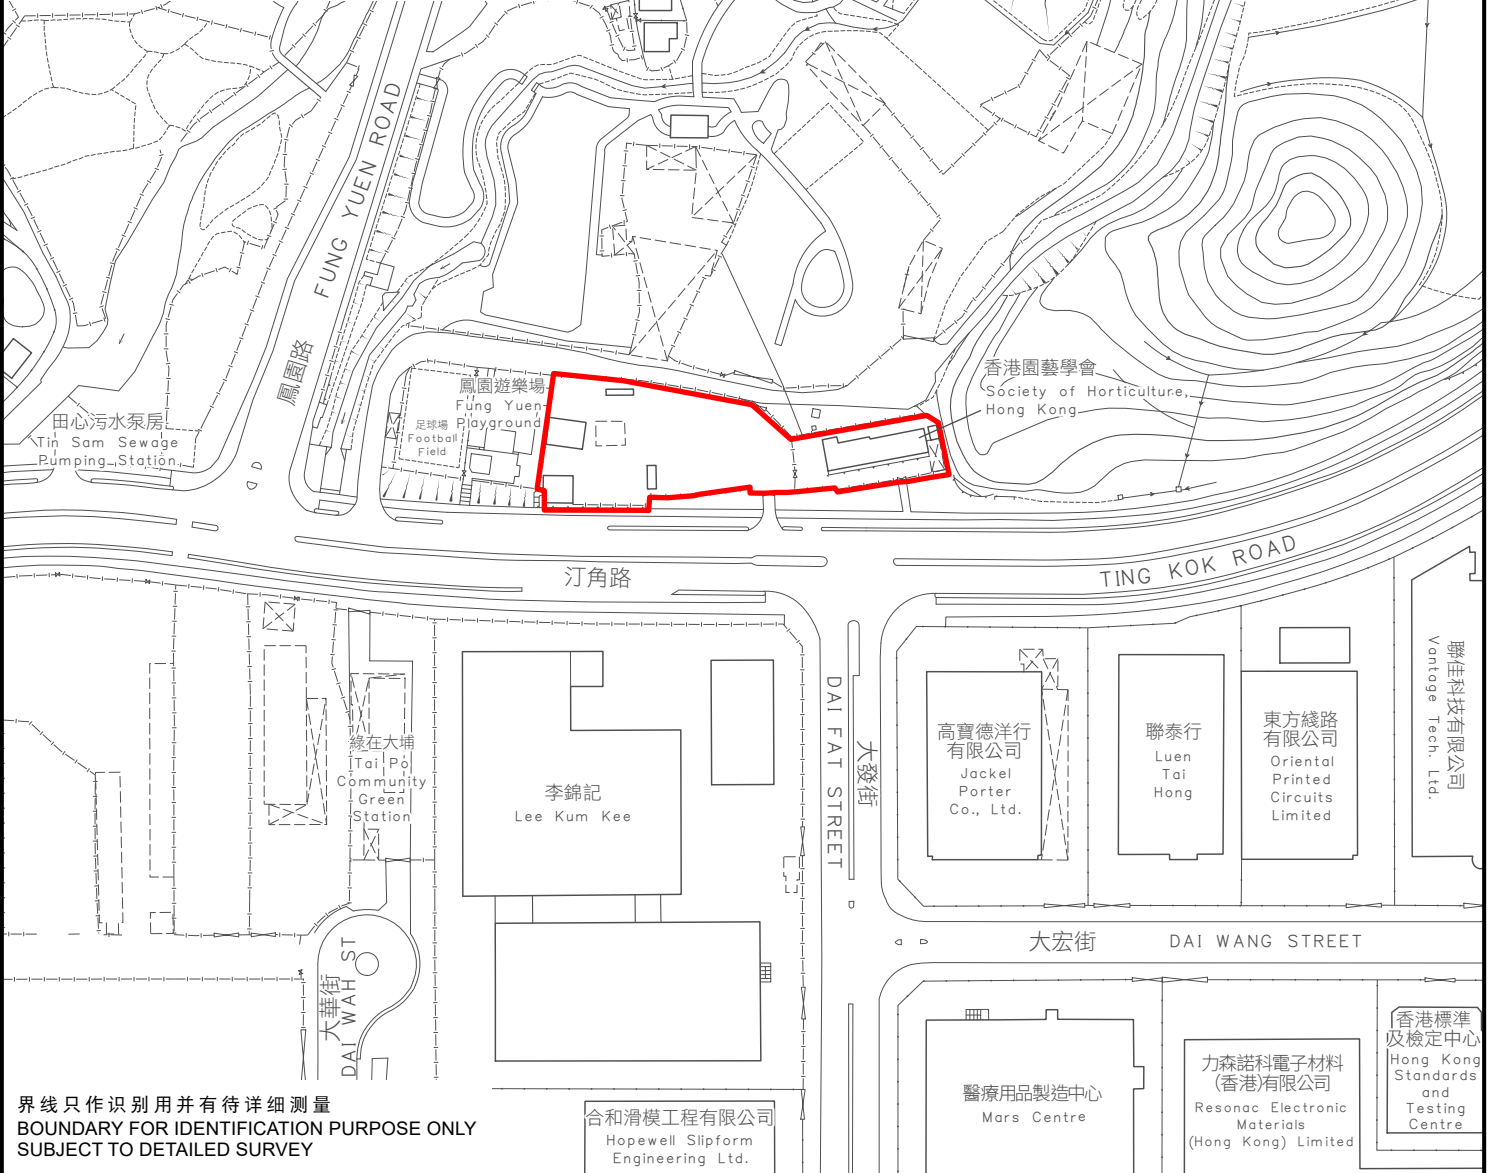 FUNG YUEN ROAD
鳳園路
田心污水泵房
Tin Sam Sewage
Pumping Station
鳳園遊樂場
Fung Yuen
Playground
足球場
Football
Field
香港園藝學會
Society of Horticulture,
Hong Kong
汀角路
TING KOK ROAD
DAI FAT STREET
大發街
綠在大埔
Tai Po
Community
Green
Station
李錦記
Lee Kum Kee
高寶德洋行
有限公司
Jackel
Porter
Co., Ltd.
聯泰行
Luen
Tai
Hong
東方綫路
有限公司
Oriental
Printed
Circuits
Limited
聯佳科技有限公司
Vantage Tech. Ltd.
大宏街
DAI WANG STREET
大華街
DAI WAH ST
醫療用品製造中心
Mars Centre
力森諾科電子材料
(香港)有限公司
Resonac Electronic
Materials
(Hong Kong) Limited
香港標準
及檢定中心
Hong Kong
Standards
and
Testing
Centre
合和滑模工程有限公司
Hopewell Slipform
Engineering Ltd.
界线只作识别用并有待详细测量
BOUNDARY FOR IDENTIFICATION PURPOSE ONLY
SUBJECT TO DETAILED SURVEY